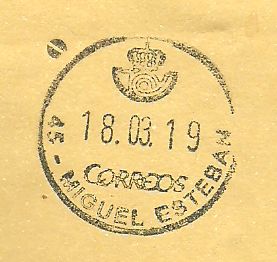 18.03.19
CORREOS
45 - MIGUEL ESTEBAN